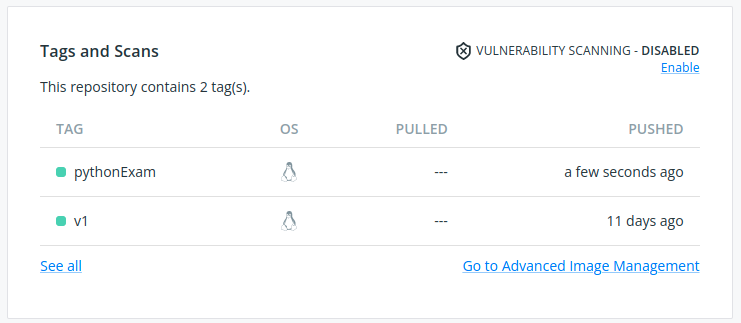 Tags and Scans
VULNERABILITY SCANNING - DISABLED
Enable
This repository contains 2 tag(s).
TAG OS PULLED PUSHED
pythonExam --- a few seconds ago
v1 --- 11 days ago
See all Go to Advanced Image Management